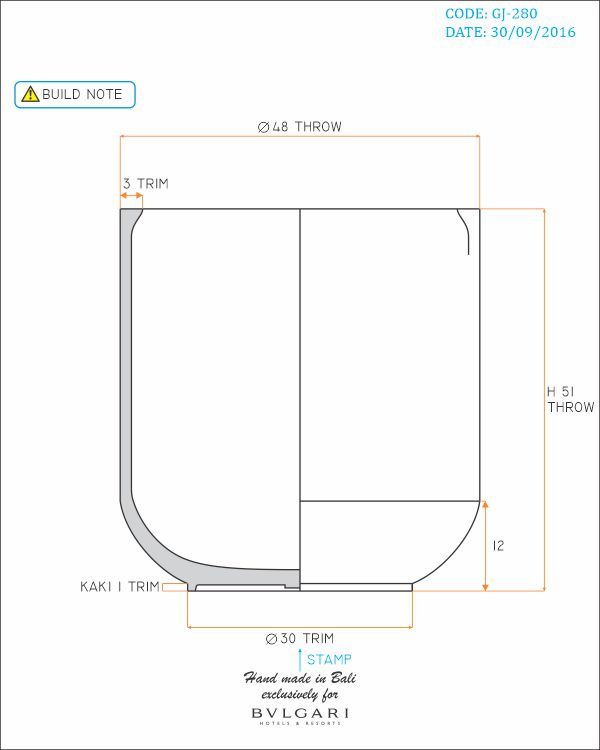 CODE: GJ-280
DATE: 30/09/2016
BUILD NOTE
Ø 48 THROW
3 TRIM
H 51
THROW
12
KAKI 1 TRIM
Ø 30 TRIM
STAMP
Hand made in Bali
exclusively for
BVLGARI
HOTELS & RESORTS